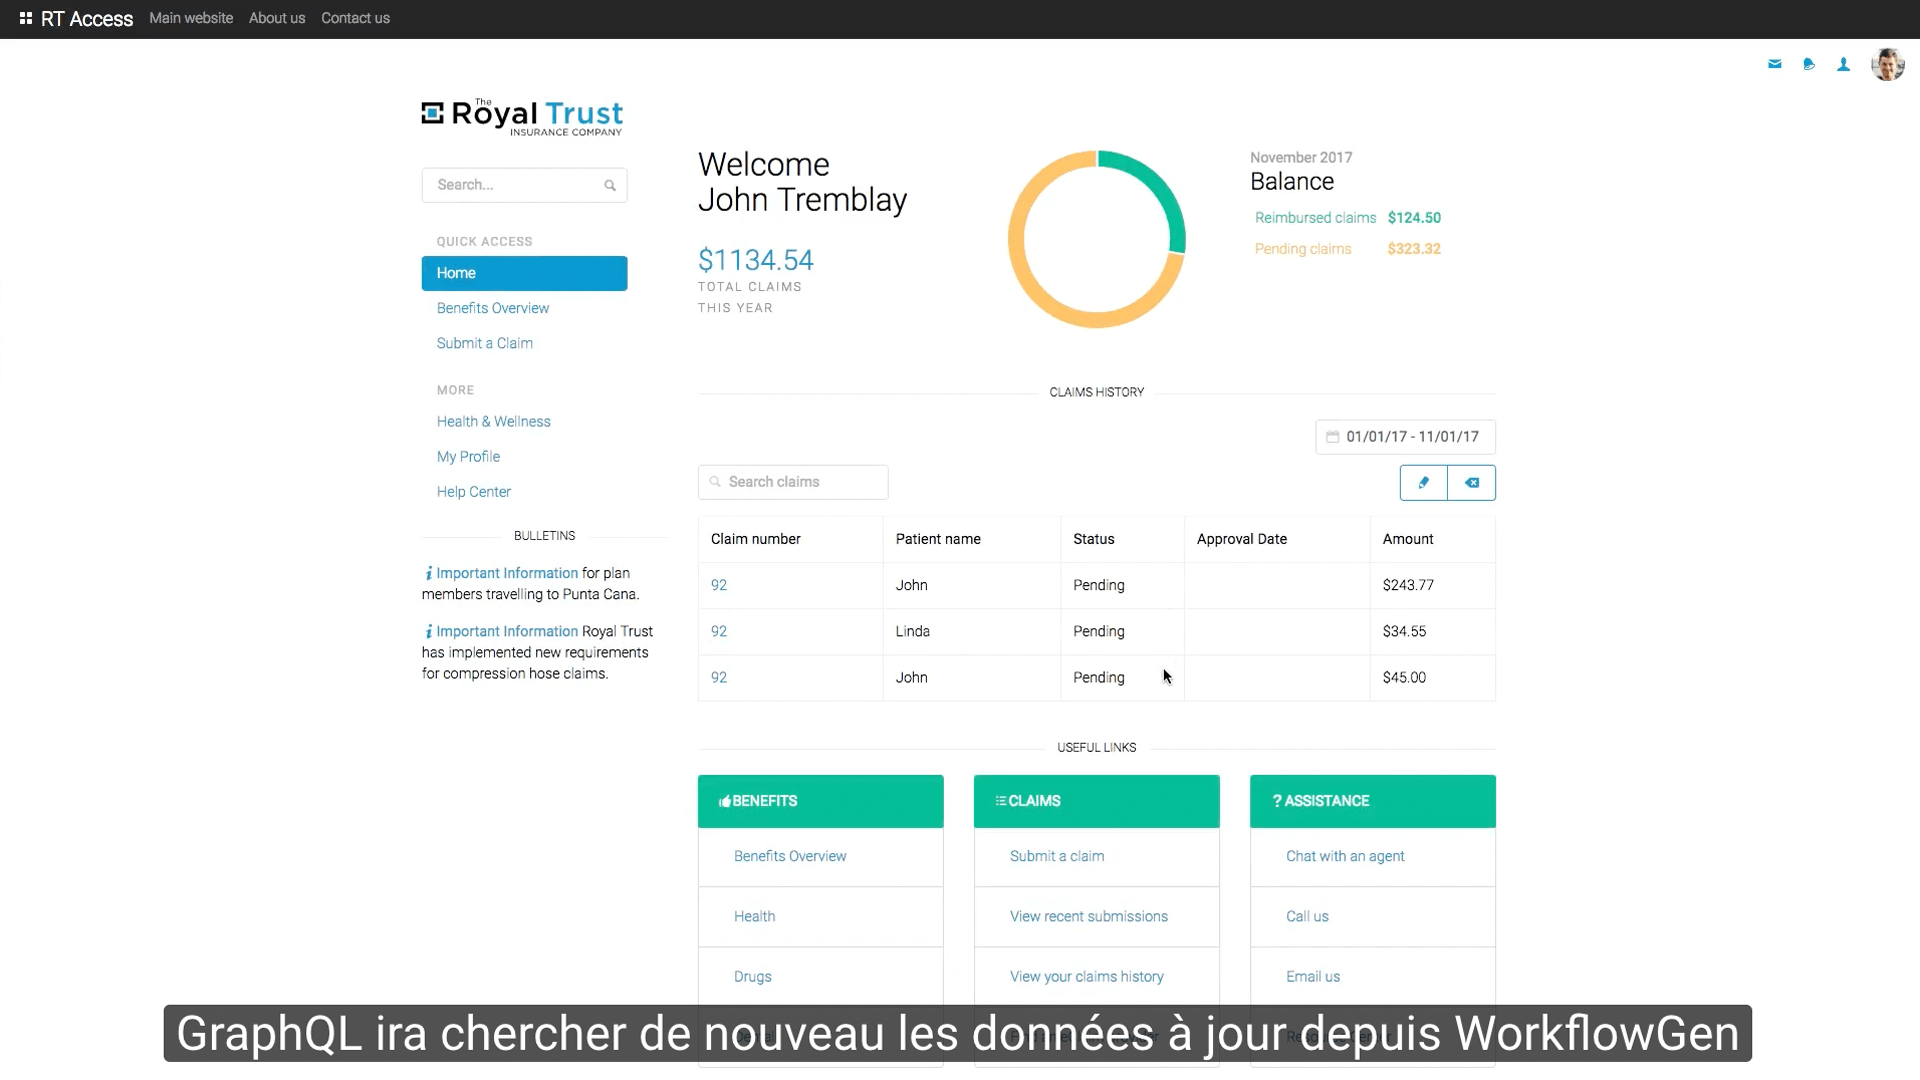 RT Access Main website About us Contact us
The
Royal Trust
INSURANCE COMPANY
Search...
QUICK ACCESS
Home
Benefits Overview
Submit a Claim
MORE
Health & Wellness
My Profile
Help Center
BULLETINS
Important Information for plan
members travelling to Punta Cana.
Important Information Royal Trust
has implemented new requirements
for compression hose claims.
Welcome
John Tremblay
$1134.54
TOTAL CLAIMS
THIS YEAR
November 2017
Balance
Reimbursed claims $124.50
Pending claims $323.32
CLAIMS HISTORY
01/01/17 - 11/01/17
Search claims
Claim number Patient name Status Approval Date Amount
92 John Pending $243.77
92 Linda Pending $34.55
92 John Pending $45.00
USEFUL LINKS
BENEFITS
Benefits Overview
Health
Drugs
CLAIMS
Submit a claim
View recent submissions
View your claims history
? ASSISTANCE
Chat with an agent
Call us
Email us
GraphQL ira chercher de nouveau les données à jour depuis WorkflowGen